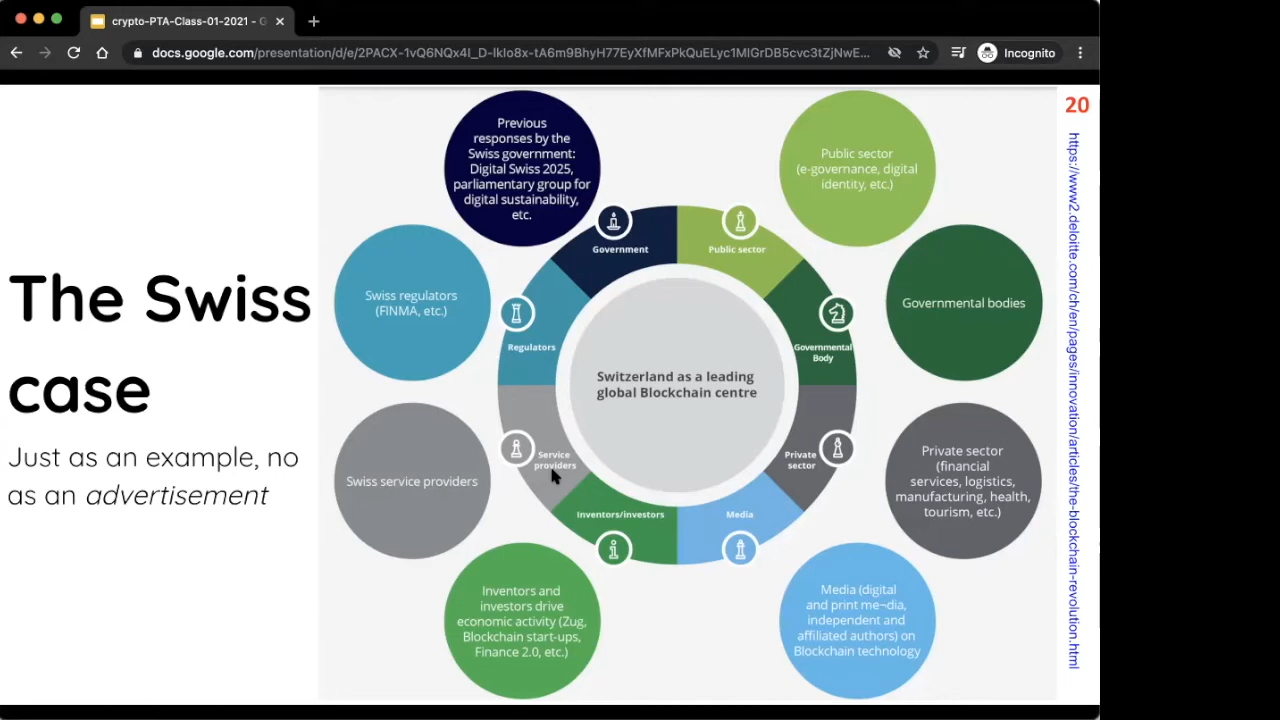 crypto-PTA-Class-01-2021 - G
docs.google.com/presentation/d/e/2PACX-1vQ6NQx4I_D-lkIo8x-tA6m9BhyH77EyXfMFxPkQuELyc1MIGrDB5cvc3tZjNwE...
Incognito
The Swiss
case
Just as an example, no
as an advertisement
Previous
responses by the
Swiss government:
Digital Swiss 2025,
parliamentary group for
digital sustainability,
etc.
Public sector
(e-governance, digital
identity, etc.)
Government
Public sector
Swiss regulators
(FINMA, etc.)
Regulators
Governmental
Body
Governmental bodies
Switzerland as a leading
global Blockchain centre
Swiss service providers
Service
providers
Private
sector
Private sector
(financial
services, logistics,
manufacturing, health,
tourism, etc.)
Inventors/investors
Media
Inventors and
investors drive
economic activity (Zug,
Blockchain start-ups,
Finance 2.0, etc.)
Media (digital
and print me¬dia,
independent and
affiliated authors) on
Blockchain technology
20
https://www2.deloitte.com/ch/en/pages/innovation/articles/the-blockchain-revolution.html